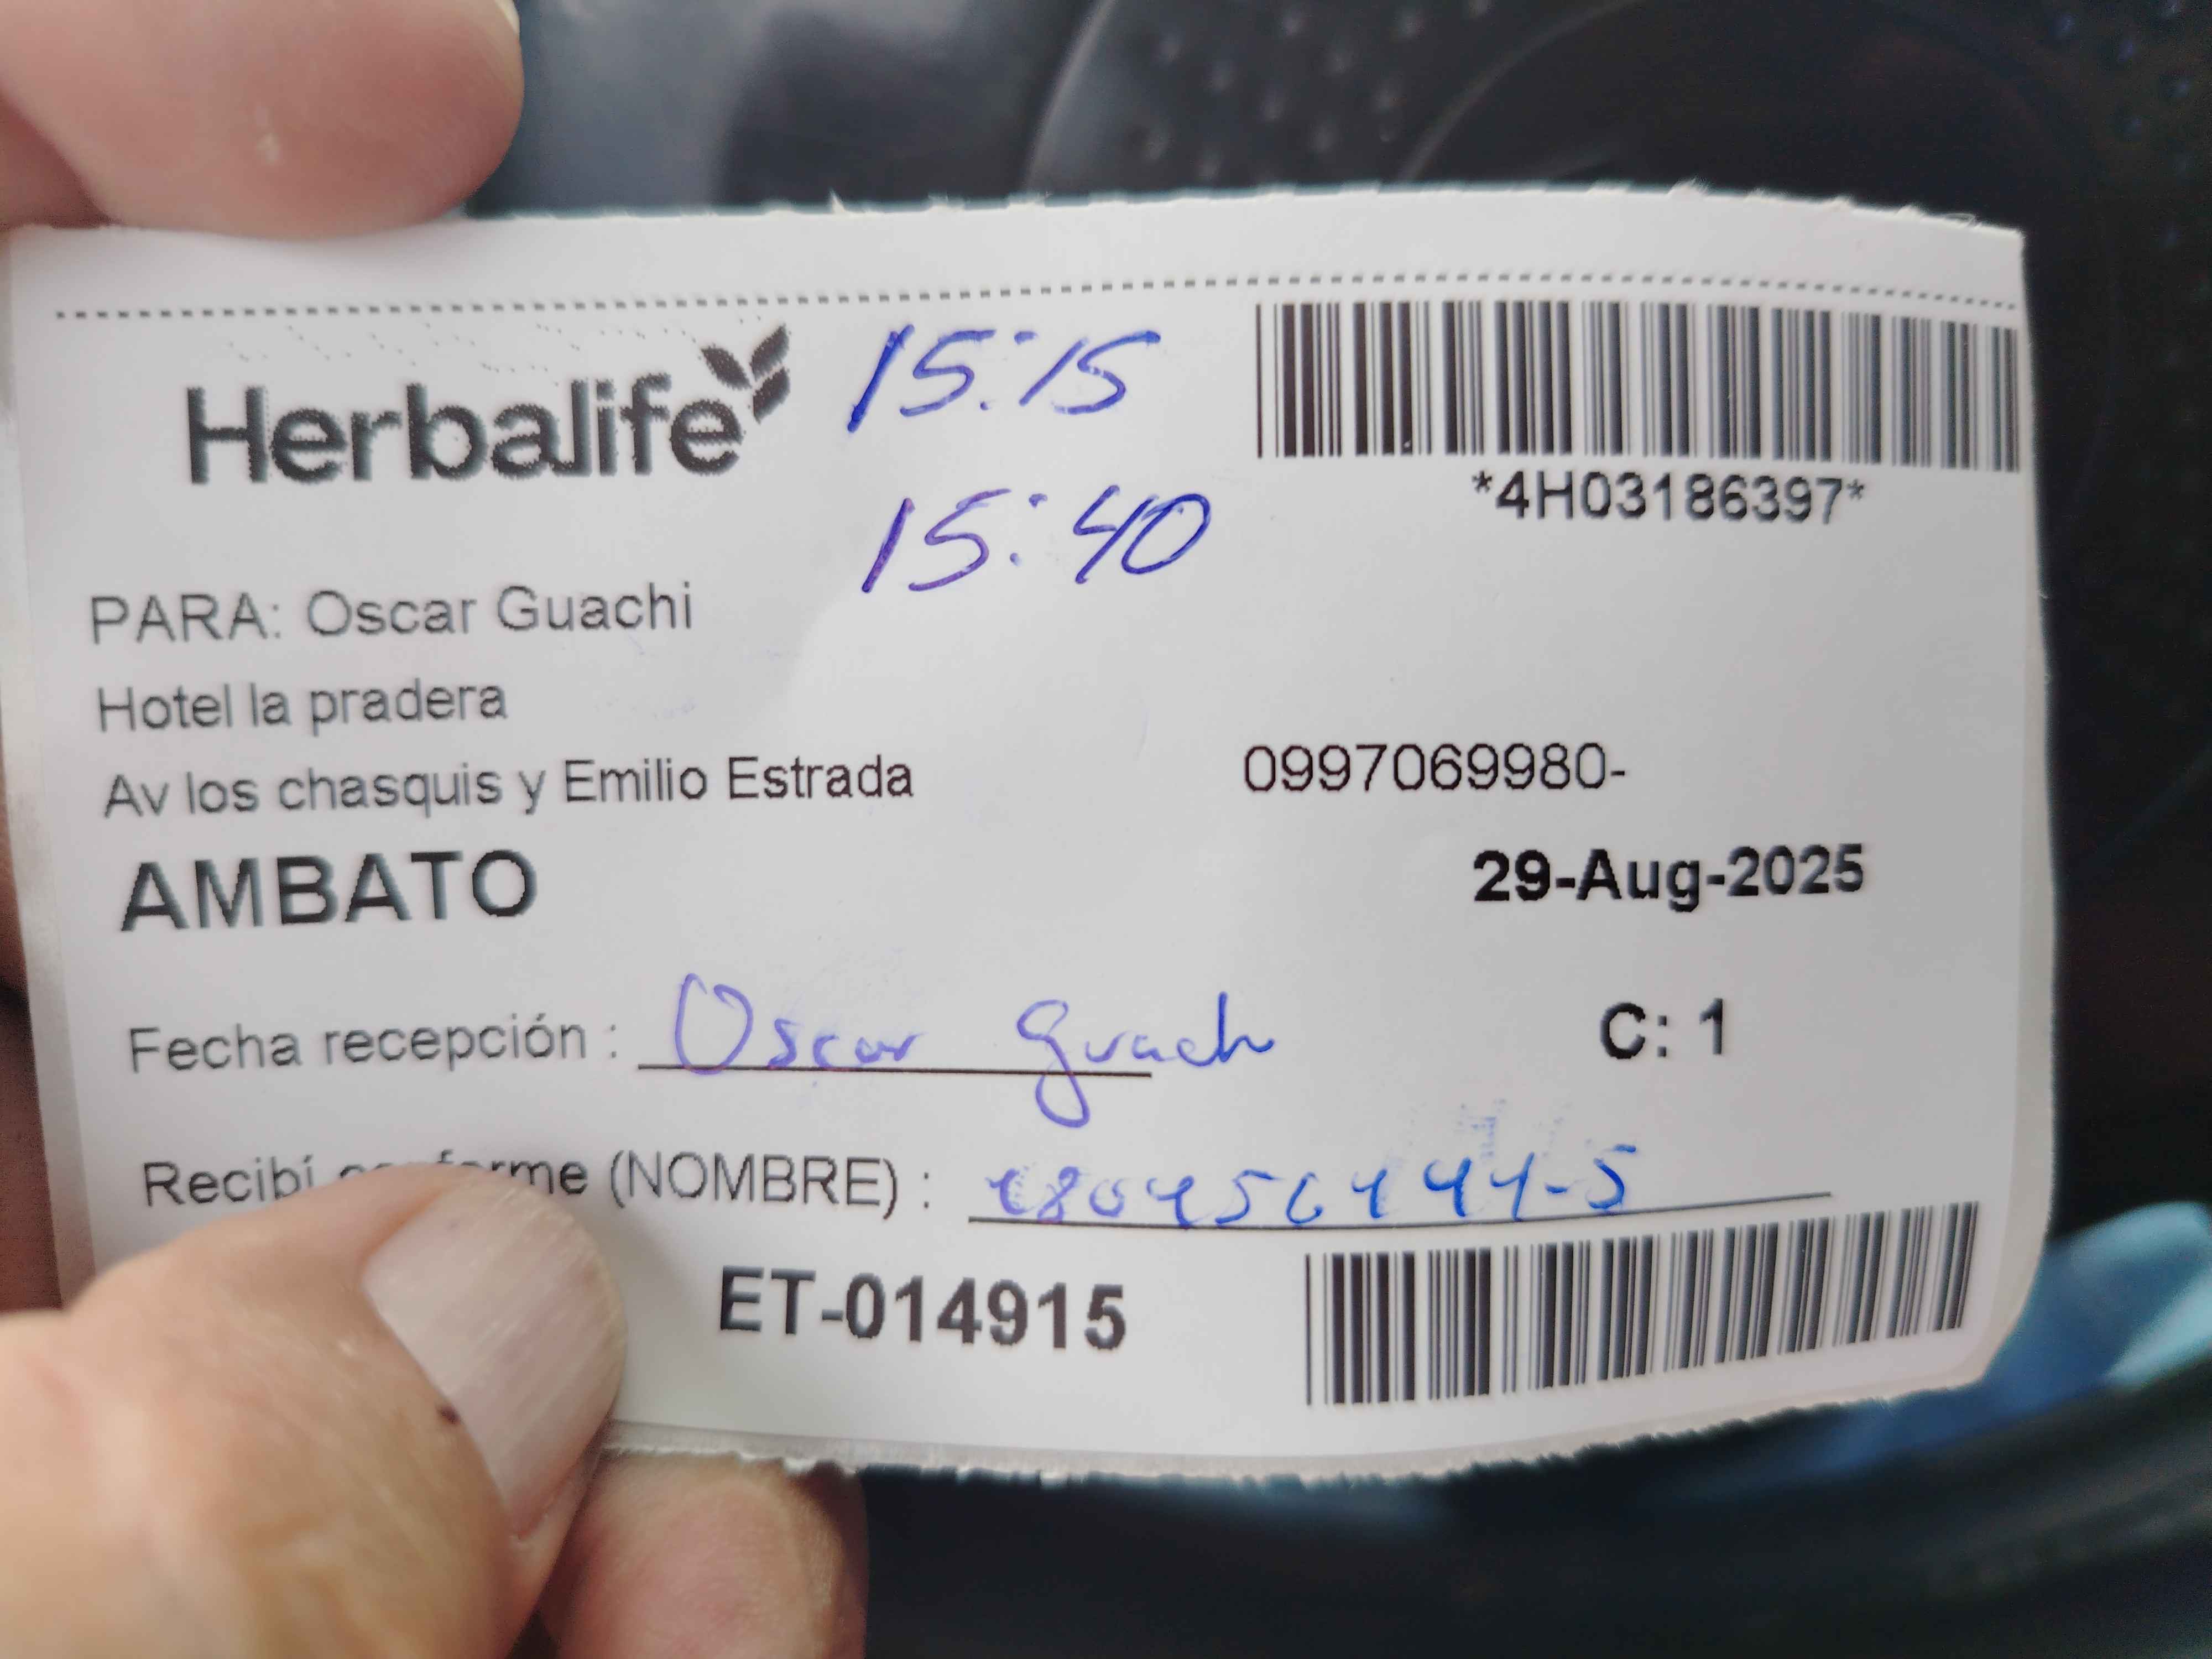 Herbalife
15:15
*4H03186397*
15:40
PARA: Oscar Guachi
Hotel la pradera
Av los chasquis y Emilio Estrada 0997069980-
AMBATO 29-Aug-2025
Fecha recepción : Oscar Guach C: 1
Recibí (NOMBRE) :
ET-014915